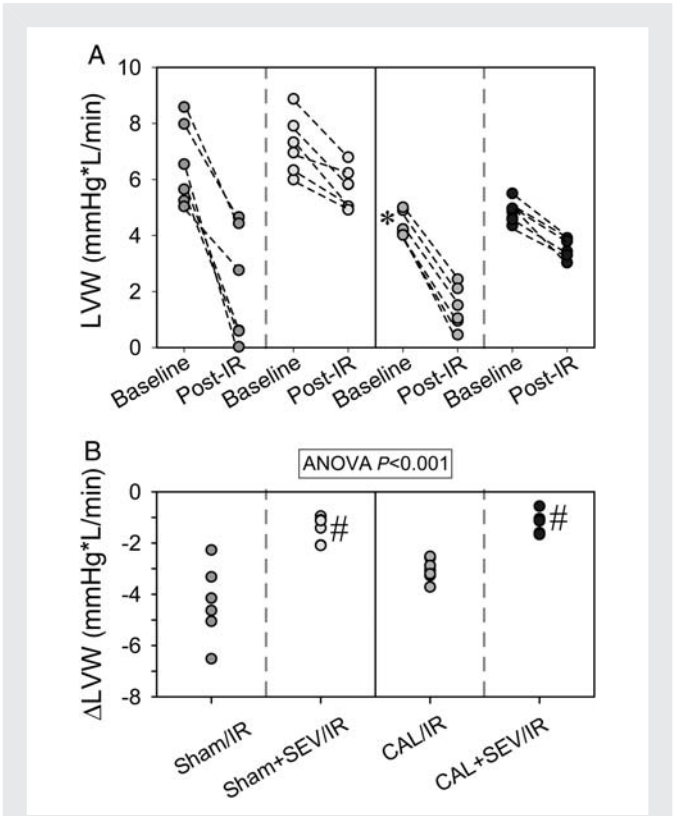 A
10
8
6
4
2
0
LVW (mmHg*L/min)
*
Baseline Post-IR Baseline Post-IR Baseline Post-IR Baseline Post-IR
B
ANOVA P<0.001
0
-2
-4
-6
-8
ΔLVW (mmHg*L/min)
# #
Sham/IR Sham+SEV/IR CAL/IR CAL+SEV/IR